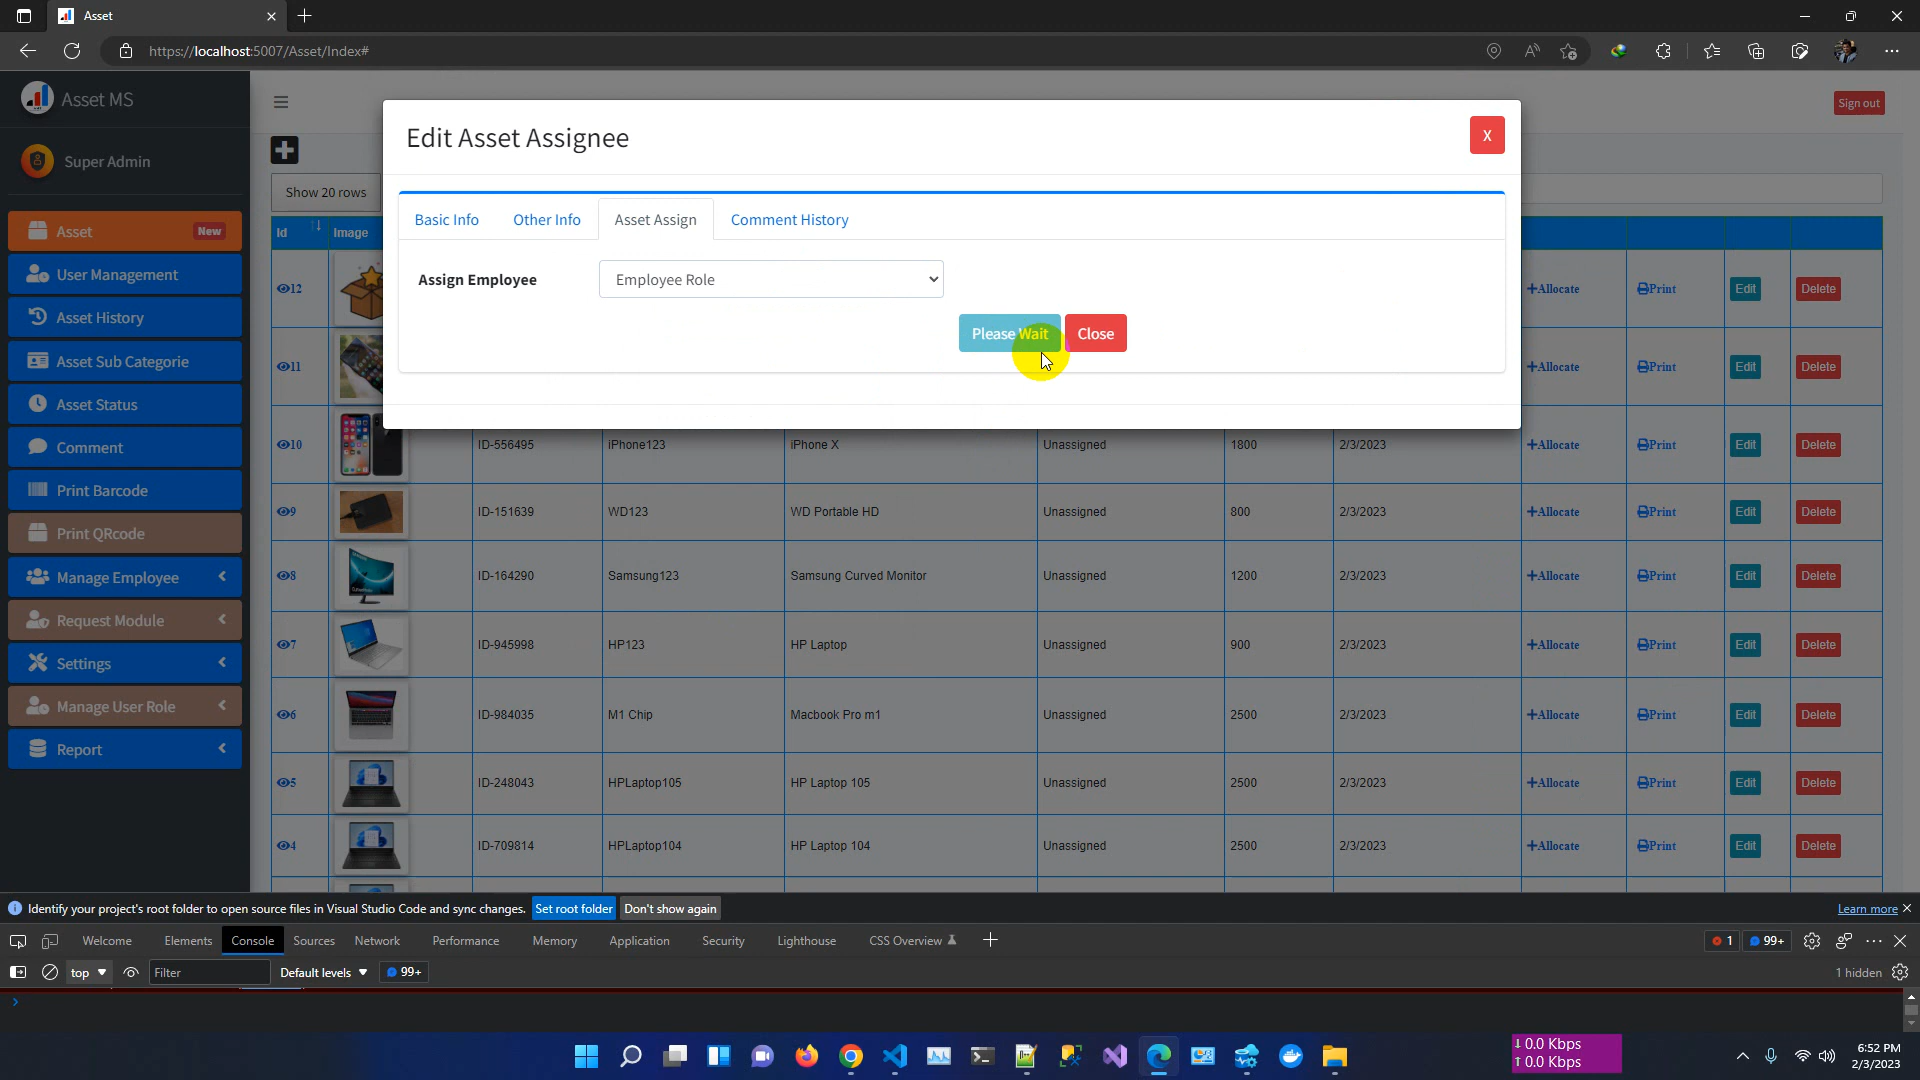 Asset
https://localhost:5007/Asset/Index#
Asset MS
Sign out
Super Admin
Edit Asset Assignee
X
Show 20 rows
Basic Info
Other Info
Asset Assign
Comment History
Assign Employee
Employee Role
Please Wait
Close
Asset
New
User Management
Asset History
Asset Sub Categorie
Asset Status
Comment
Print Barcode
Print QRcode
Manage Employee
Request Module
Settings
Manage User Role
Report
Id
Image
12
+Allocate
Print
Edit
Delete
11
+Allocate
Print
Edit
Delete
10
ID-556495
iPhone123
iPhone X
Unassigned
1800
2/3/2023
+Allocate
Print
Edit
Delete
9
ID-151639
WD123
WD Portable HD
Unassigned
800
2/3/2023
+Allocate
Print
Edit
Delete
8
ID-164290
Samsung123
Samsung Curved Monitor
Unassigned
1200
2/3/2023
+Allocate
Print
Edit
Delete
7
ID-945998
HP123
HP Laptop
Unassigned
900
2/3/2023
+Allocate
Print
Edit
Delete
6
ID-984035
M1 Chip
Macbook Pro m1
Unassigned
2500
2/3/2023
+Allocate
Print
Edit
Delete
5
ID-248043
HPLaptop105
HP Laptop 105
Unassigned
2500
2/3/2023
+Allocate
Print
Edit
Delete
4
ID-709814
HPLaptop104
HP Laptop 104
Unassigned
2500
2/3/2023
+Allocate
Print
Edit
Delete
Identify your project's root folder to open source files in Visual Studio Code and sync changes.
Set root folder
Don't show again
Learn more
Welcome
Elements
Console
Sources
Network
Performance
Memory
Application
Security
Lighthouse
CSS Overview
1
99+
top
Filter
Default levels
99+
1 hidden
0.0 Kbps
0.0 Kbps
6:52 PM
2/3/2023